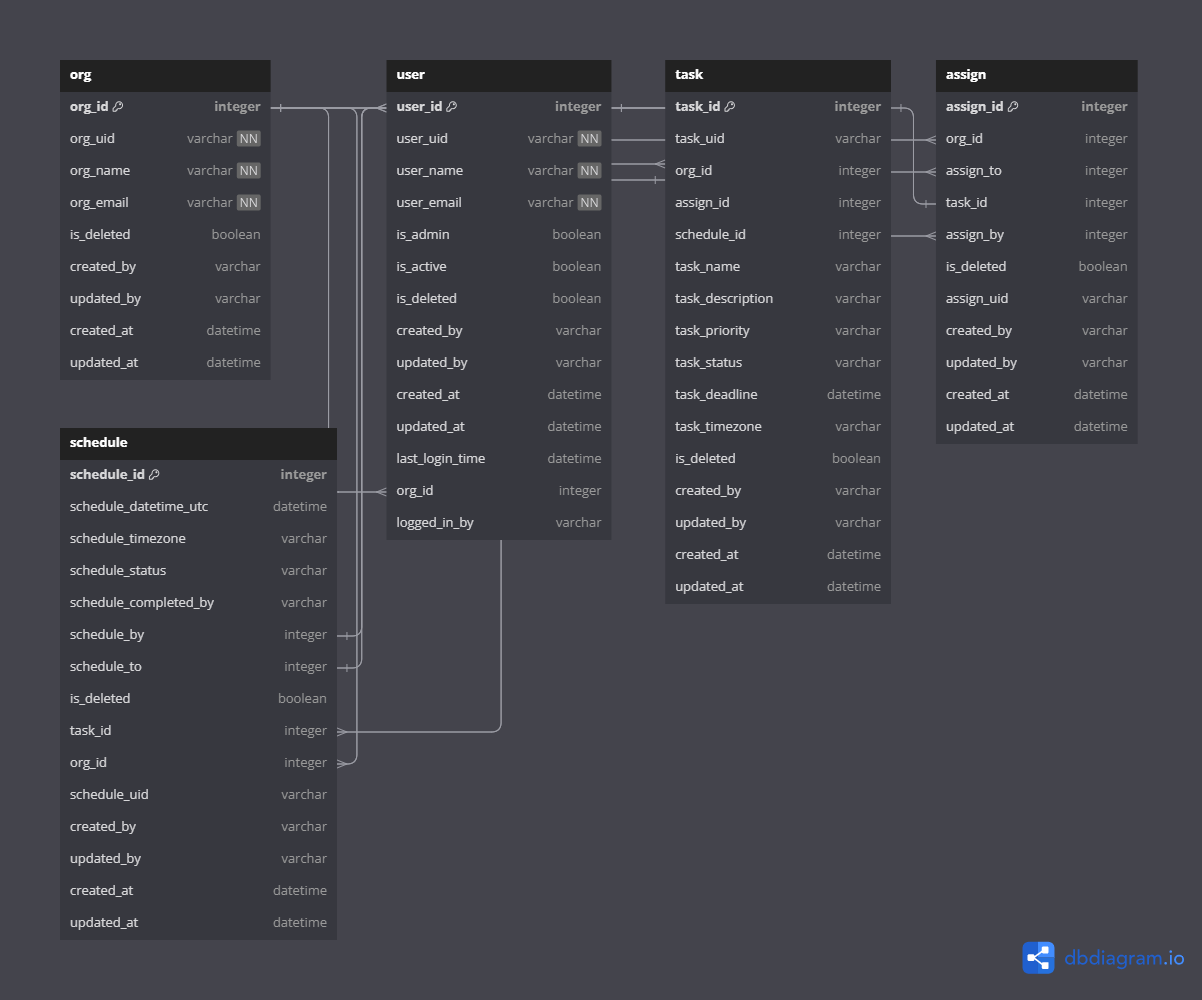 org
org_id integer
org_uid varchar NN
org_name varchar NN
org_email varchar NN
is_deleted boolean
created_by varchar
updated_by varchar
created_at datetime
updated_at datetime
user
user_id integer
user_uid varchar NN
user_name varchar NN
user_email varchar NN
is_admin boolean
is_active boolean
is_deleted boolean
created_by varchar
updated_by varchar
created_at datetime
updated_at datetime
last_login_time datetime
org_id integer
logged_in_by varchar
task
task_id integer
task_uid varchar
org_id integer
assign_id integer
schedule_id integer
task_name varchar
task_description varchar
task_priority varchar
task_status varchar
task_deadline datetime
task_timezone varchar
is_deleted boolean
created_by varchar
updated_by varchar
created_at datetime
updated_at datetime
assign
assign_id integer
org_id integer
assign_to integer
task_id integer
assign_by integer
is_deleted boolean
assign_uid varchar
created_by varchar
updated_by varchar
created_at datetime
updated_at datetime
schedule
schedule_id integer
schedule_datetime_utc datetime
schedule_timezone varchar
schedule_status varchar
schedule_completed_by varchar
schedule_by integer
schedule_to integer
is_deleted boolean
task_id integer
org_id integer
schedule_uid varchar
created_by varchar
updated_by varchar
created_at datetime
updated_at datetime
dbdiagram.io